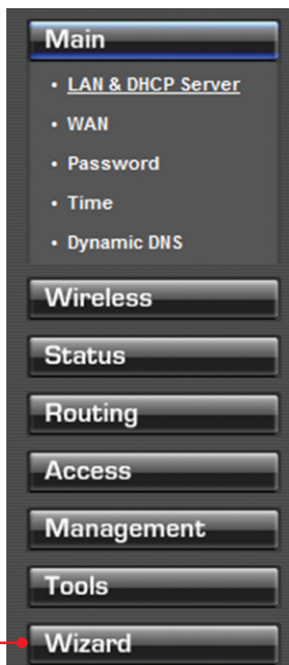 Main
• LAN & DHCP Server
• WAN
• Password
• Time
• Dynamic DNS
Wireless
Status
Routing
Access
Management
Tools
Wizard